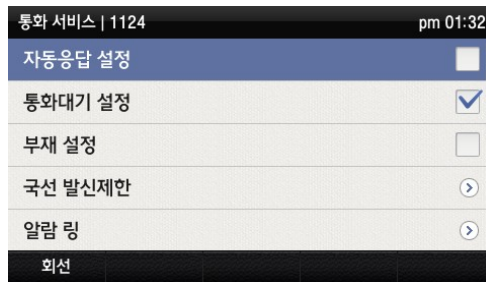 통화 서비스 | 1124 pm 01:32
자동응답 설정
통화대기 설정
부재 설정
국선 발신제한
알람 링
회선